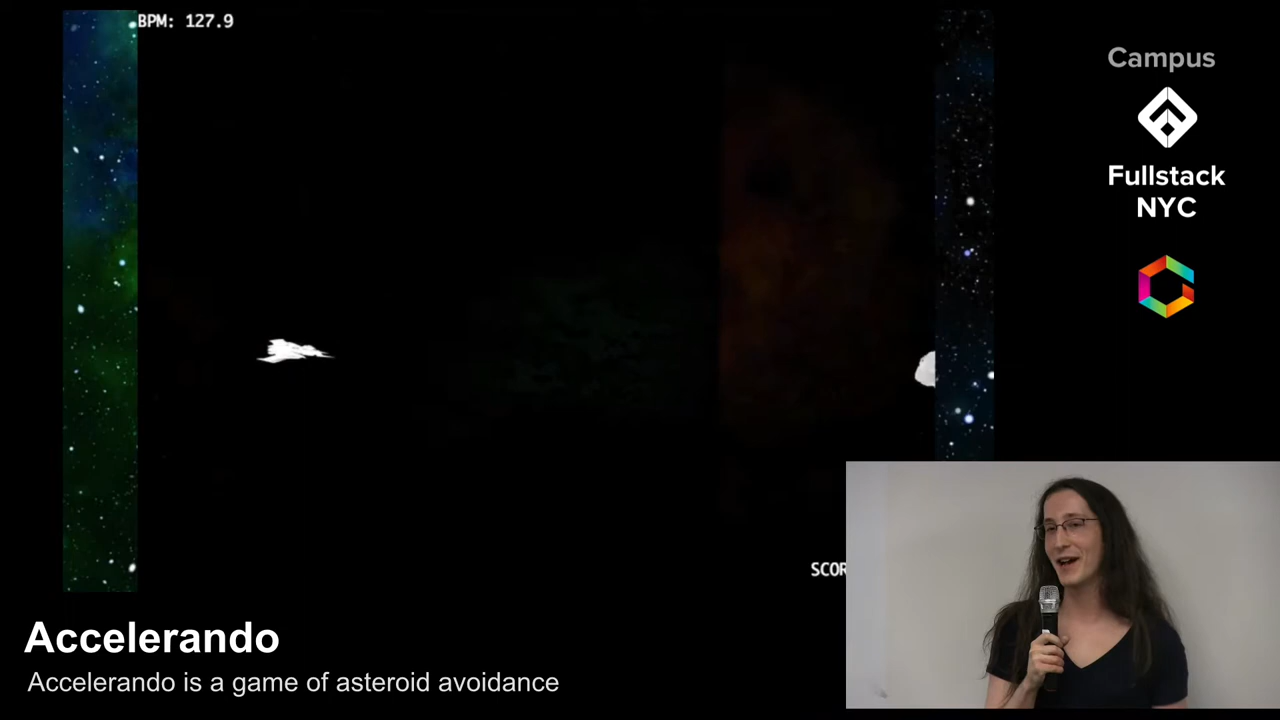 BPM: 127.9
Campus
Fullstack
NYC
SCOR
Accelerando
Accelerando is a game of asteroid avoidance